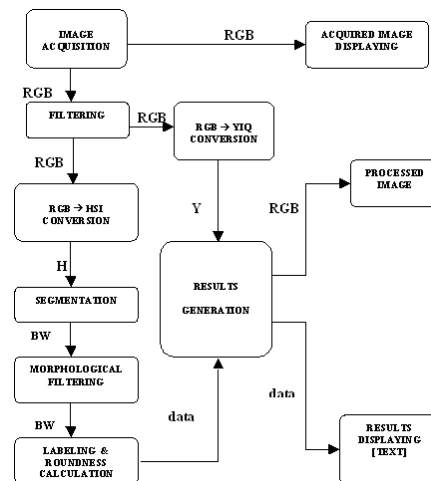 IMAGE
ACQUISITION
RGB
ACQUIRED IMAGE
DISPLAYING
RGB
FILTERING
RGB
RGB → YIQ
CONVERSION
RGB
PROCESSED
IMAGE
RGB → HSI
CONVERSION
Y
RGB
H
RESULTS
GENERATION
SEGMENTATION
BW
MORPHOLOGICAL
FILTERING
data
data
BW
LABELING &
ROUNDNESS
CALCULATION
RESULTS
DISPLAYING
[TEXT]